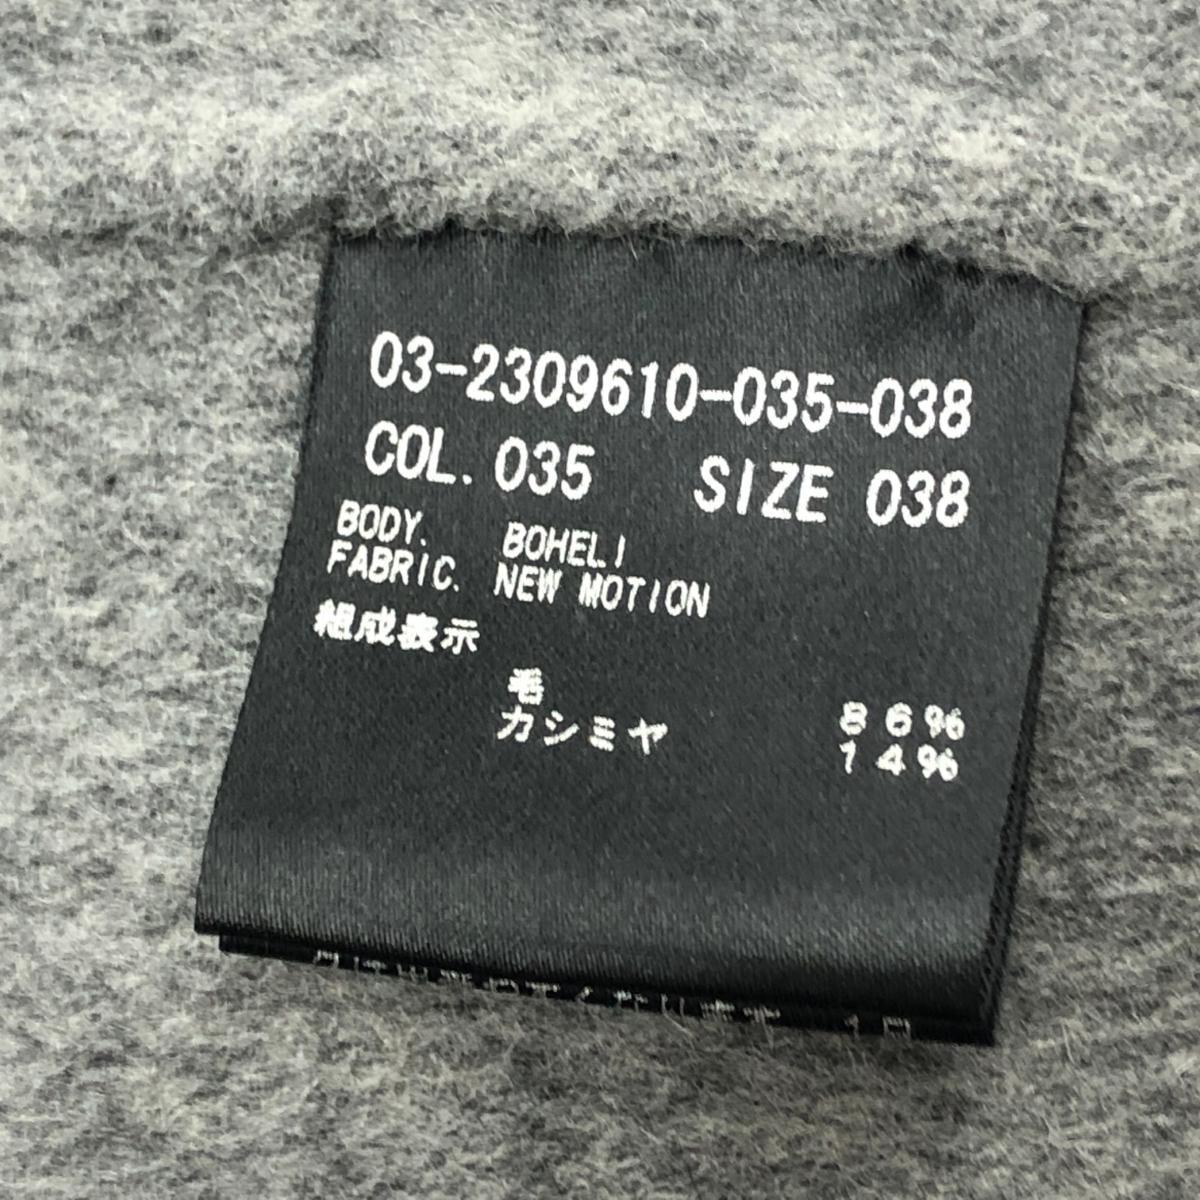 03-2309610-035-038
COL. 035 SIZE 038
BODY. BOHELI
FABRIC. NEW MOTION
組成表示
毛 86%
カシミヤ 14%